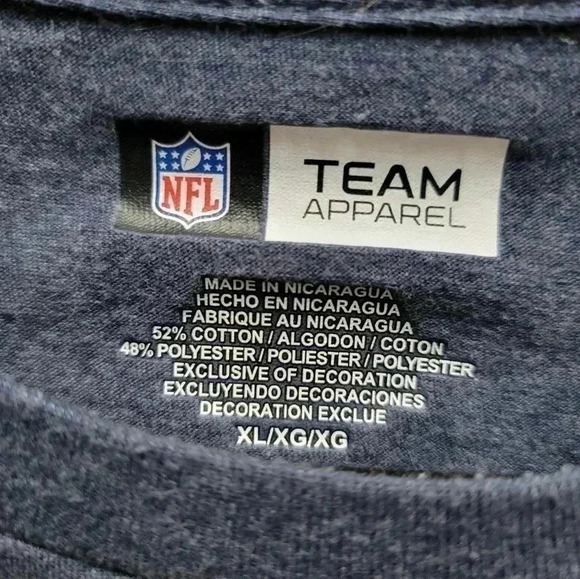 NFL
TEAM
APPAREL
MADE IN NICARAGUA
HECHO EN NICARAGUA
FABRIQUE AU NICARAGUA
52% COTTON / ALGODON / COTON
48% POLYESTER / POLIESTER / POLYESTER
EXCLUSIVE OF DECORATION
EXCLUYENDO DECORACIONES
DECORATION EXCLUE
XL/XG/XG